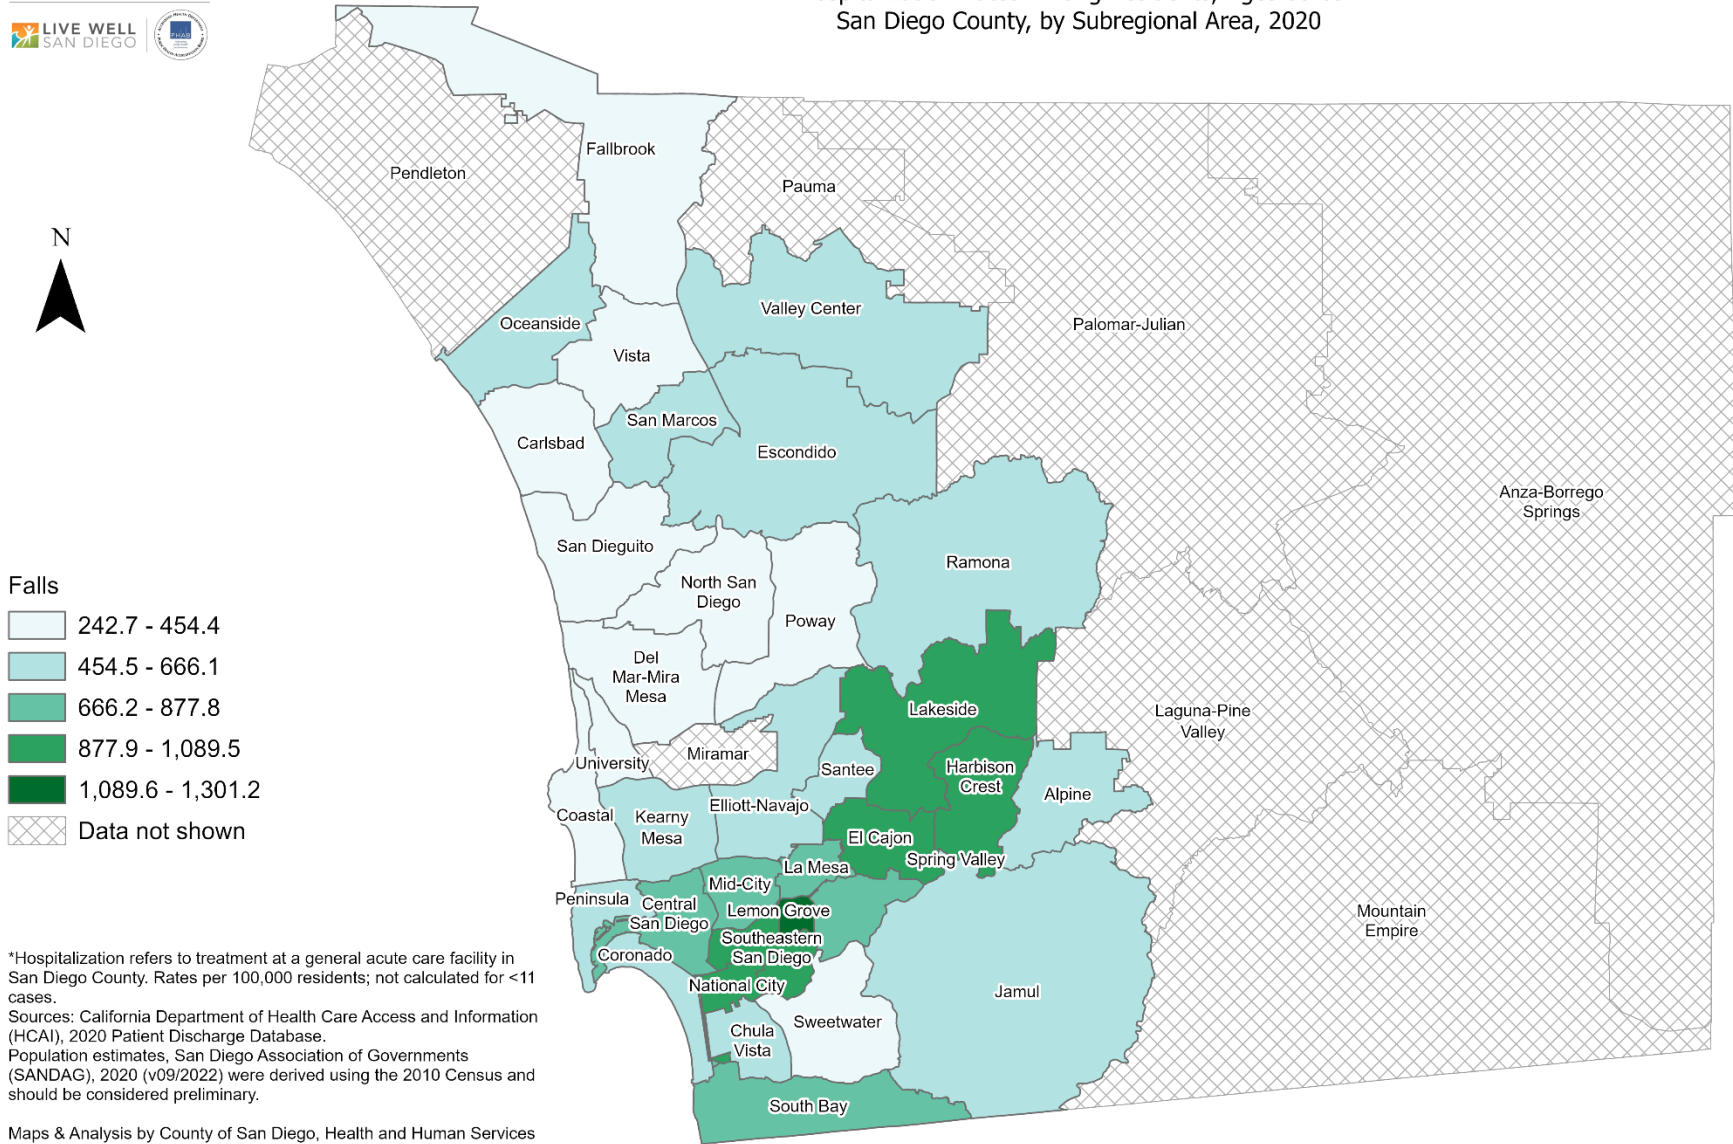 San Diego County, by Subregional Area, 2020
LIVE WELL
SAN DIEGO
PHAB
N
Fallbrook
Pendleton
Pauma
Valley Center
Oceanside
Palomar-Julian
Vista
San Marcos
Carlsbad
Escondido
Anza-Borrego
Springs
San Dieguito
Ramona
North San
Diego
Poway
Del
Mar-Mira
Mesa
Lakeside
Laguna-Pine
Valley
Miramar
University
Santee
Harbison
Crest
Alpine
Elliott-Navajo
Coastal
Kearny
Mesa
El Cajon
Spring Valley
La Mesa
Mid-City
Peninsula
Central
San Diego
Lemon Grove
Mountain
Empire
Southeastern
San Diego
Coronado
National City
Jamul
Sweetwater
Chula
Vista
South Bay
Falls
242.7 - 454.4
454.5 - 666.1
666.2 - 877.8
877.9 - 1,089.5
1,089.6 - 1,301.2
Data not shown
*Hospitalization refers to treatment at a general acute care facility in
San Diego County. Rates per 100,000 residents; not calculated for <11
cases.
Sources: California Department of Health Care Access and Information
(HCAI), 2020 Patient Discharge Database.
Population estimates, San Diego Association of Governments
(SANDAG), 2020 (v09/2022) were derived using the 2010 Census and
should be considered preliminary.
Maps & Analysis by County of San Diego, Health and Human Services